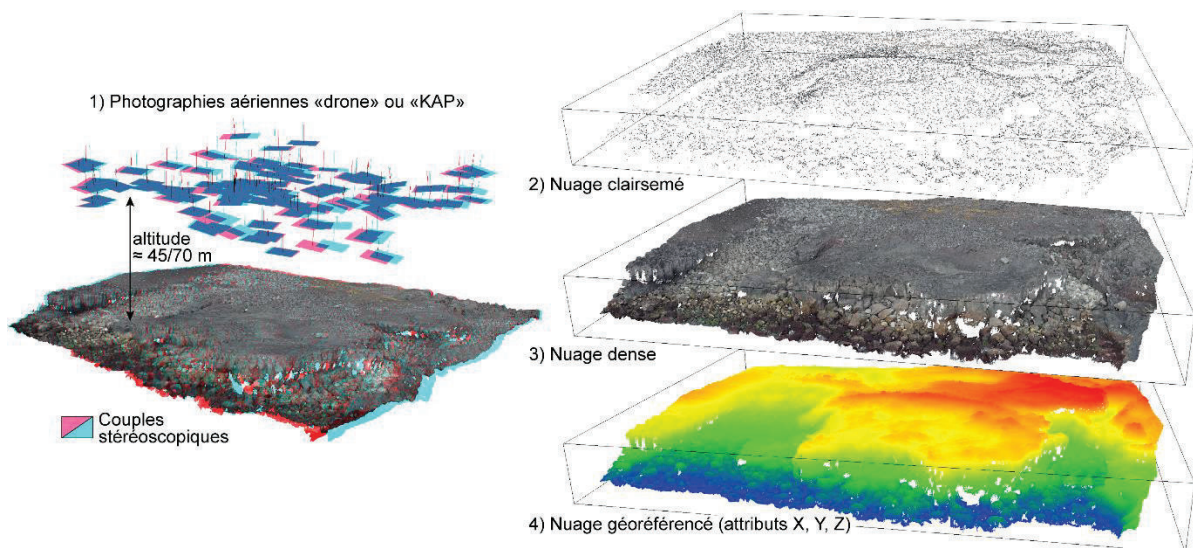 1) Photographies aériennes «drone» ou «KAP»
altitude
≈ 45/70 m
Couples
stéréoscopiques
2) Nuage clairsemé
3) Nuage dense
4) Nuage géoréférencé (attributs X, Y, Z)